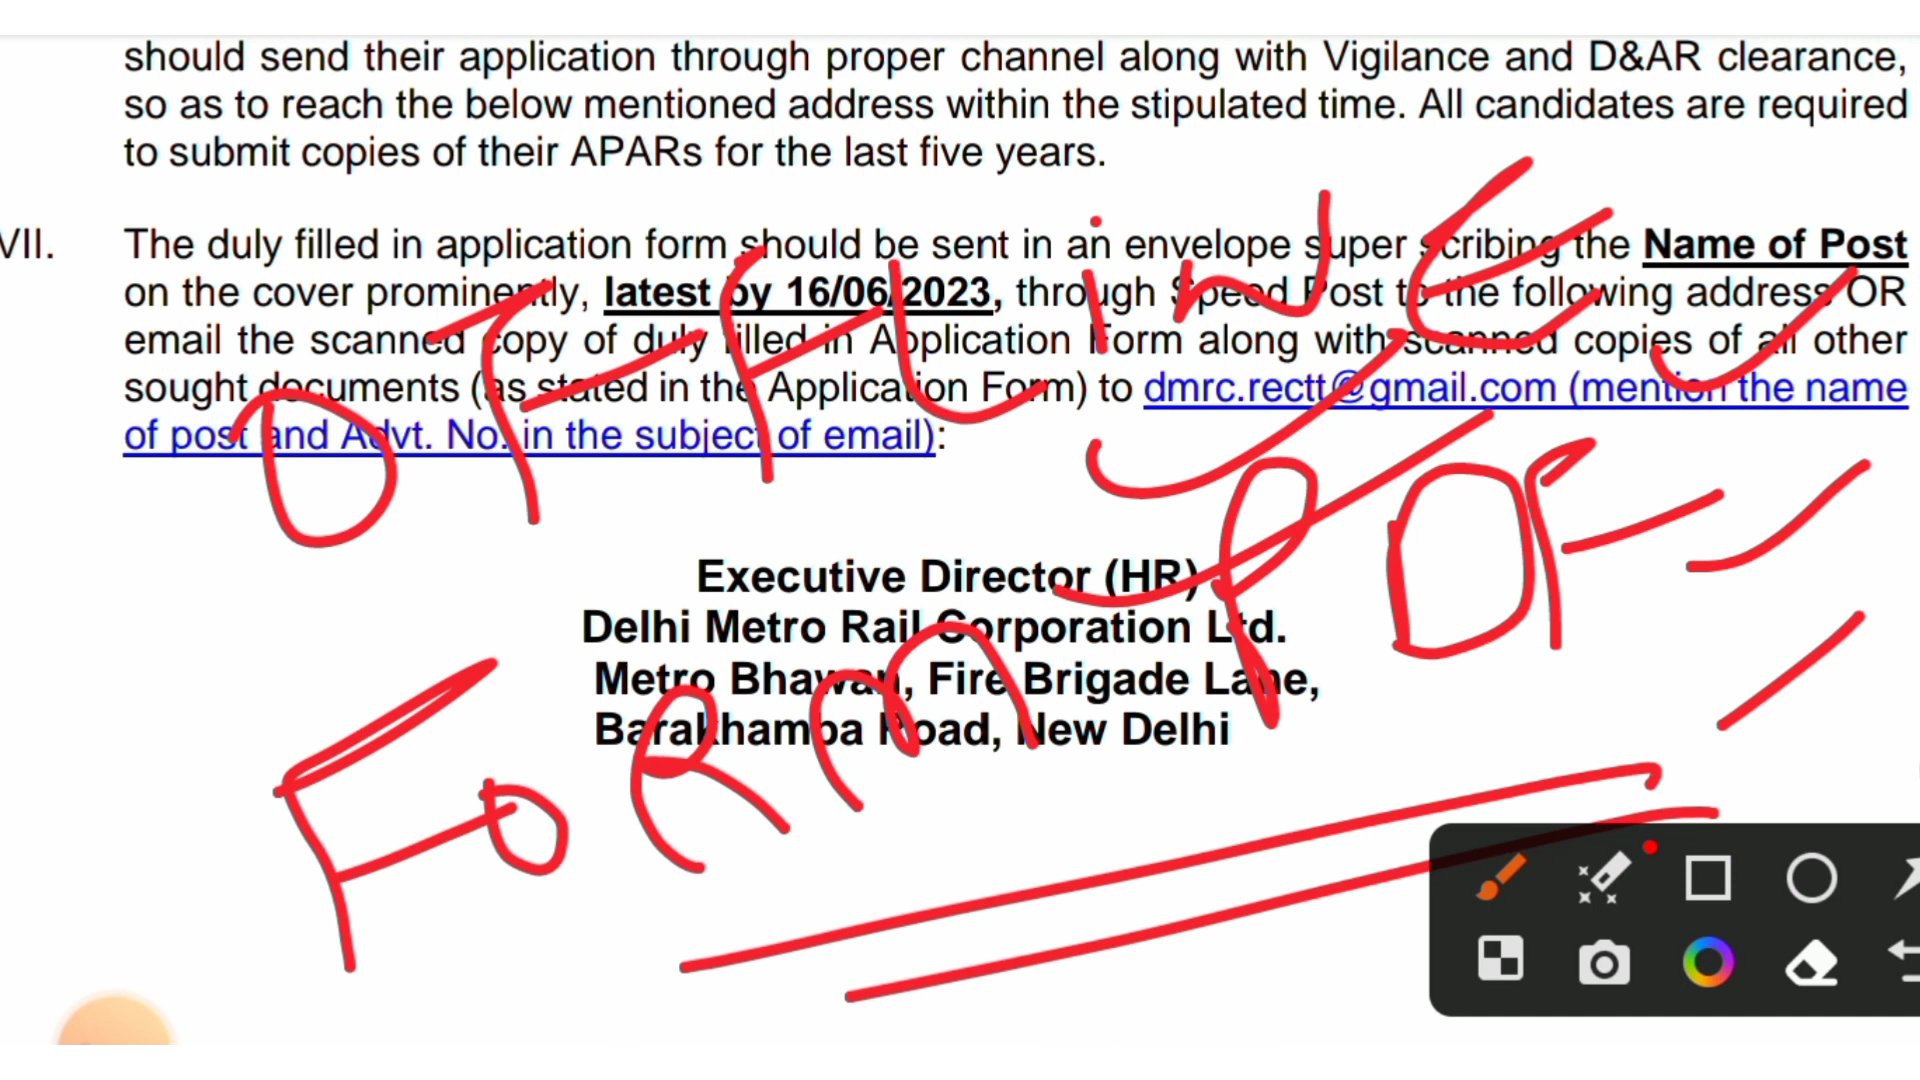 should send their application through proper channel along with Vigilance and D&AR clearance,
so as to reach the below mentioned address within the stipulated time. All candidates are required
to submit copies of their APARs for the last five years.
VII. The duly filled in application form should be sent in an envelope super scribing the Name of Post
on the cover prominently, latest by 16/06/2023, through Speed Post to the following address OR
email the scanned copy of duly filled in Application Form along with scanned copies of all other
sought documents (as stated in the Application Form) to dmrc.rectt@gmail.com (mention the name
of post and Advt. No. in the subject of email):
OFFLiNE
PDF
Executive Director (HR)
Delhi Metro Rail Corporation Ltd.
Metro Bhawan, Fire Brigade Lane,
Barakhamba Road, New Delhi
FORM